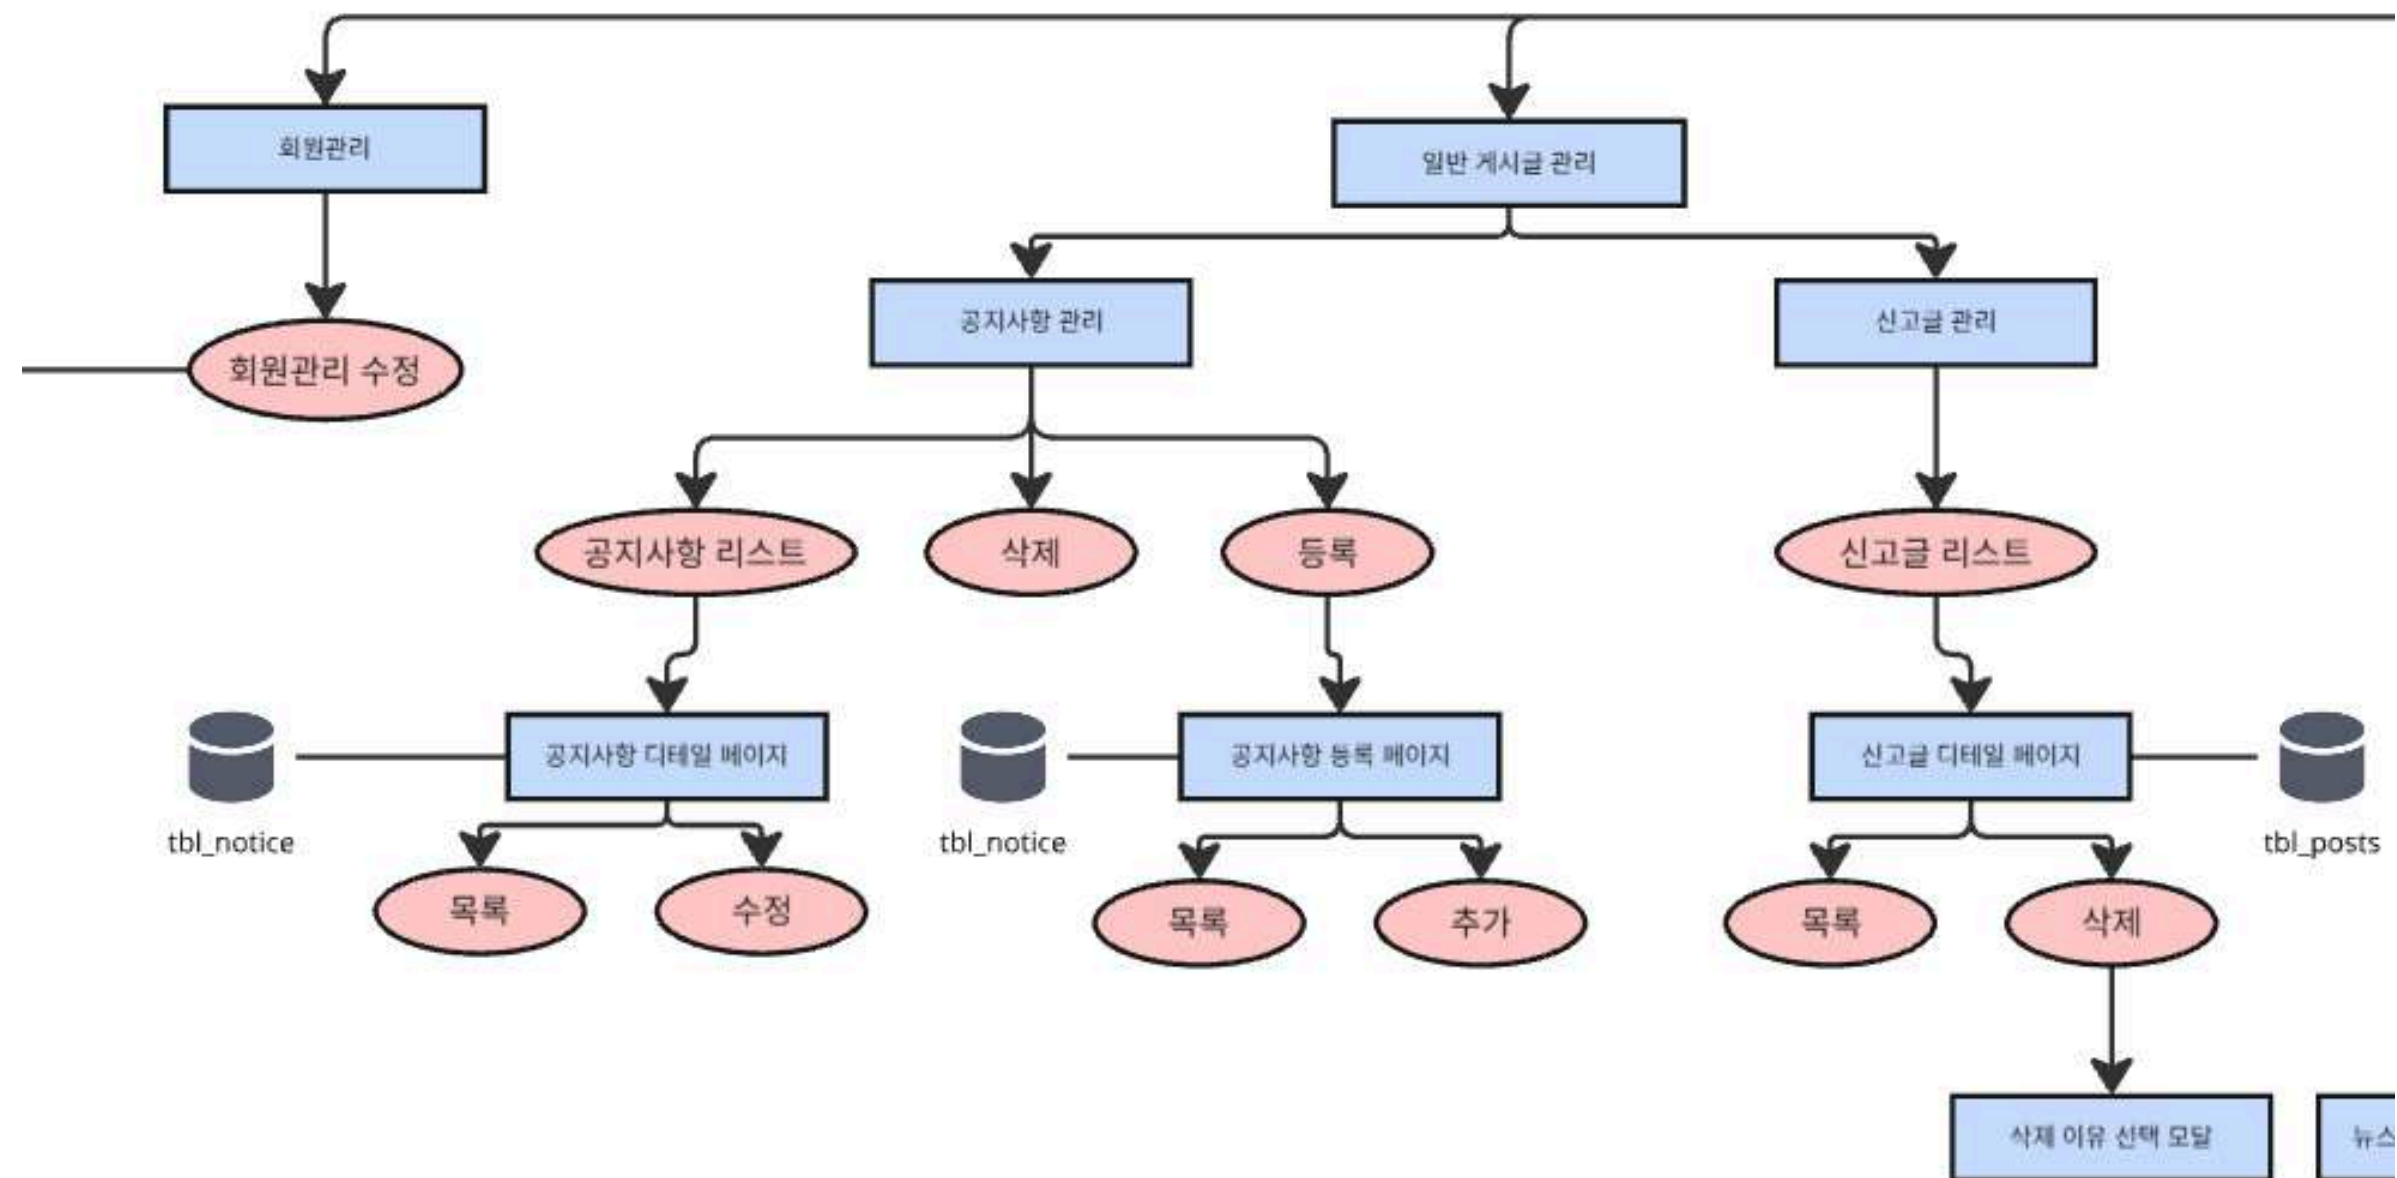 회원관리
일반 게시글 관리
공지사항 관리
신고글 관리
회원관리 수정
공지사항 리스트
삭제
등록
신고글 리스트
공지사항 디테일 페이지
공지사항 등록 페이지
신고글 디테일 페이지
tbl_notice
tbl_notice
tbl_posts
목록
수정
목록
추가
목록
삭제
삭제 이유 선택 모달
뉴스